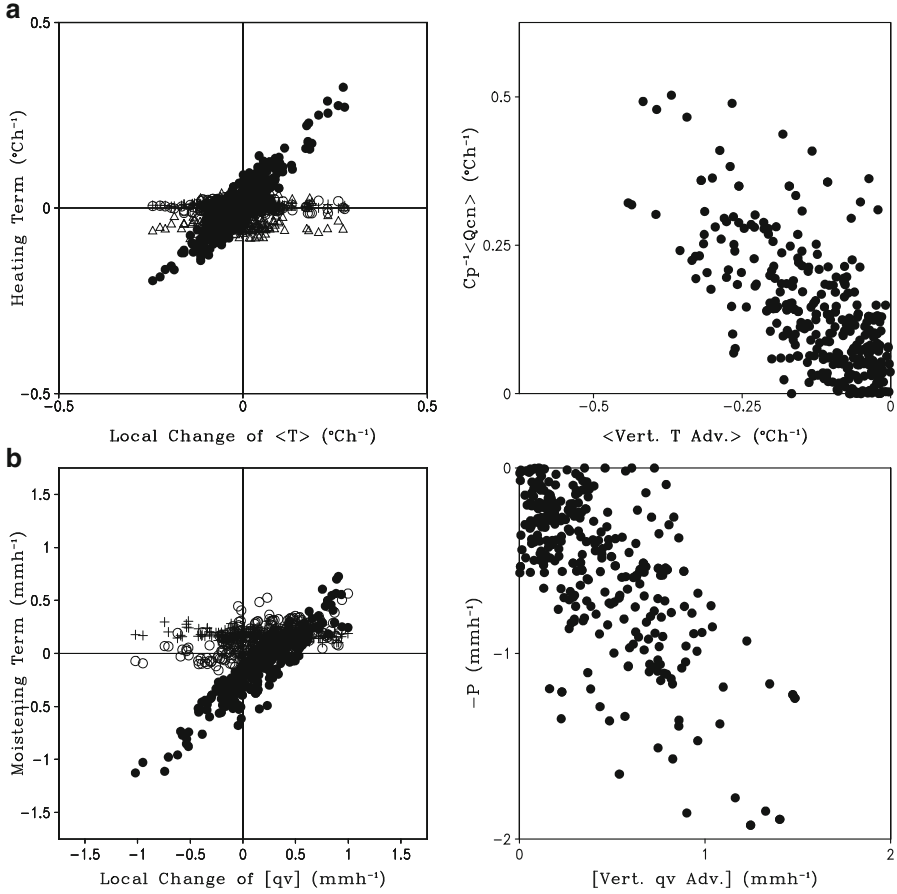 a
0.5
0
−0.5
Heating Term (°Ch⁻¹)
−0.5 0 0.5
Local Change of <T> (°Ch⁻¹)
0.5
0.25
0
Cp⁻¹<Qcn> (°Ch⁻¹)
−0.5 −0.25 0
<Vert. T Adv.> (°Ch⁻¹)
b
1.5
1
0.5
0
−0.5
−1
−1.5
Moistening Term (mmh⁻¹)
−1.5 −1 −0.5 0 0.5 1 1.5
Local Change of [qv] (mmh⁻¹)
0
−1
−2
−P (mmh⁻¹)
0 1 2
[Vert. qv Adv.] (mmh⁻¹)